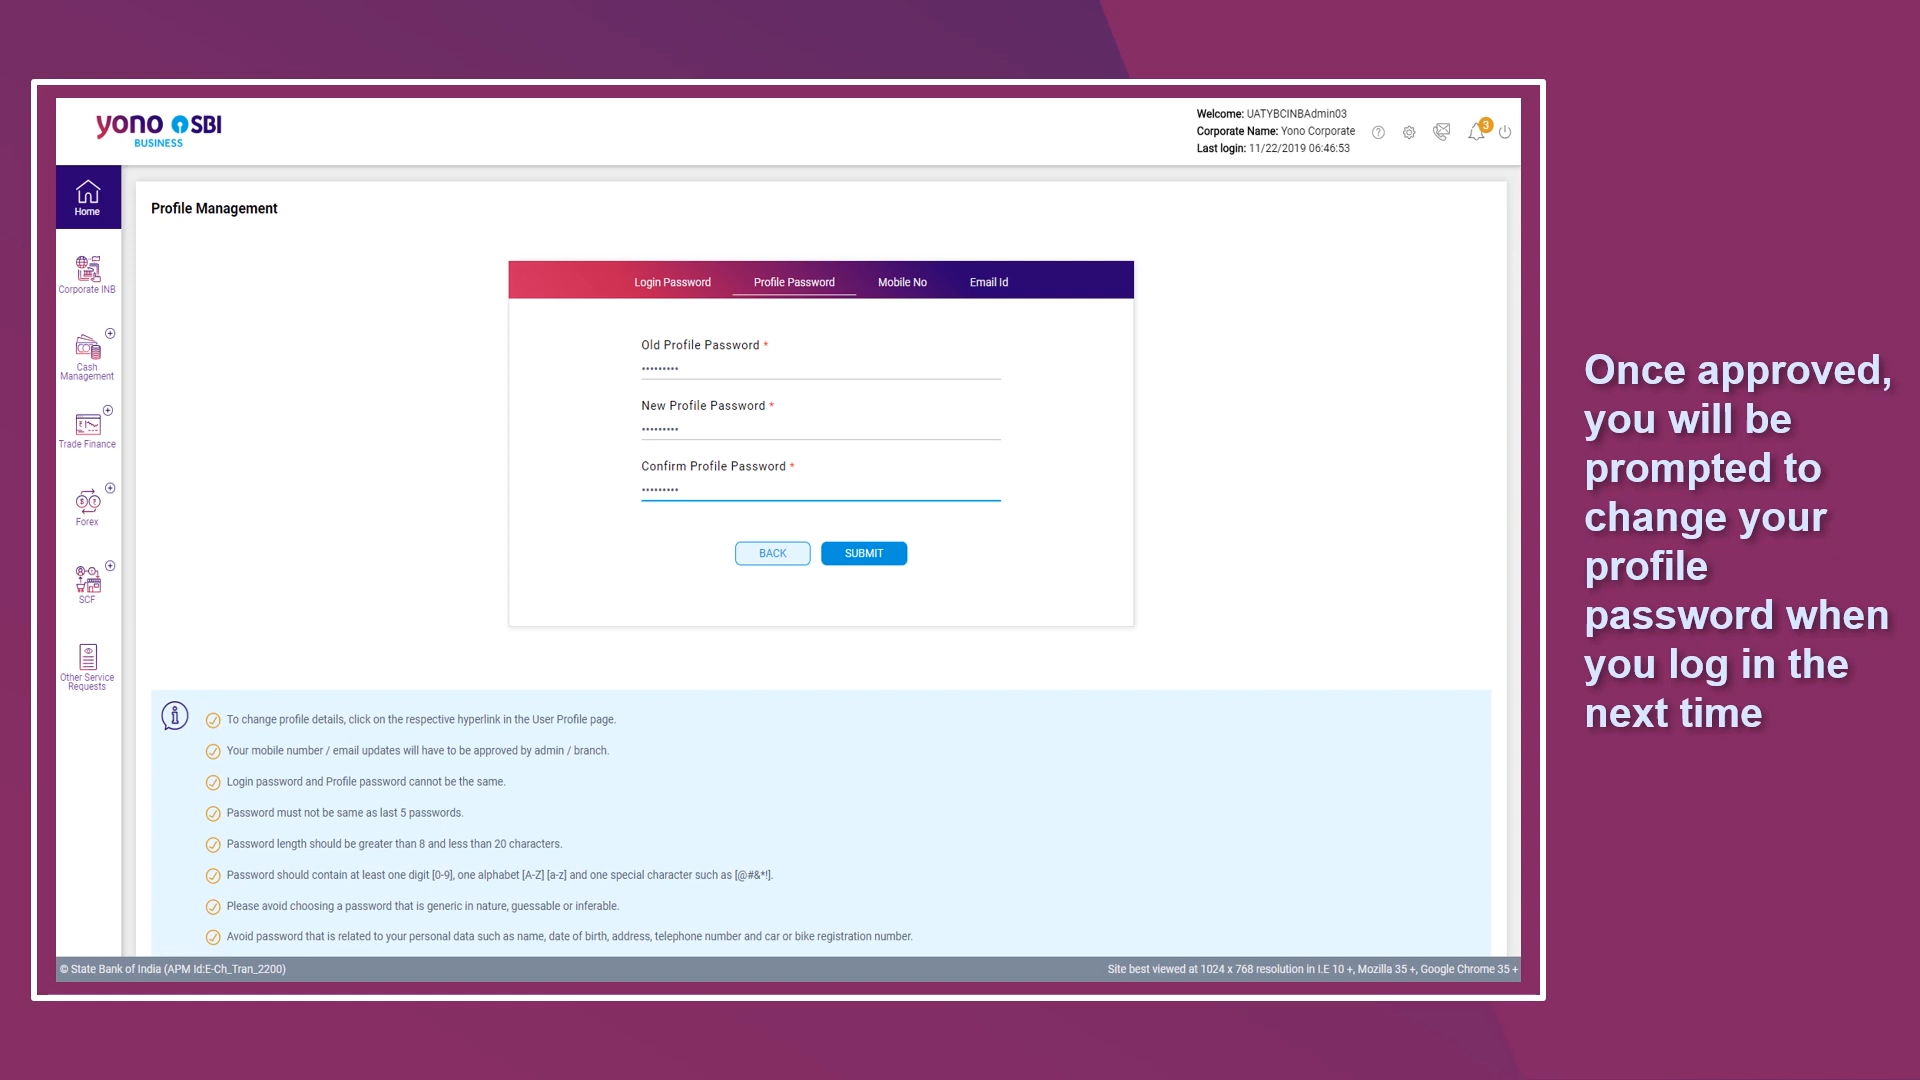 yono SBI
BUSINESS
Welcome: UATYBCINBAdmin03
Corporate Name: Yono Corporate
Last login: 11/22/2019 06:46:53
3
Home
Corporate INB
Cash
Management
Trade Finance
Forex
SCF
Other Service
Requests
Profile Management
Login Password Profile Password Mobile No Email Id
Old Profile Password *
•••••••••
New Profile Password *
•••••••••
Confirm Profile Password *
•••••••••
BACK SUBMIT
To change profile details, click on the respective hyperlink in the User Profile page.
Your mobile number / email updates will have to be approved by admin / branch.
Login password and Profile password cannot be the same.
Password must not be same as last 5 passwords.
Password length should be greater than 8 and less than 20 characters.
Password should contain at least one digit [0-9], one alphabet [A-Z] [a-z] and one special character such as [@#&*!].
Please avoid choosing a password that is generic in nature, guessable or inferable.
Avoid password that is related to your personal data such as name, date of birth, address, telephone number and car or bike registration number.
© State Bank of India (APM Id:E-Ch_Tran_2200)
Site best viewed at 1024 x 768 resolution in I.E 10 +, Mozilla 35 +, Google Chrome 35 +
Once approved,
you will be
prompted to
change your
profile
password when
you log in the
next time